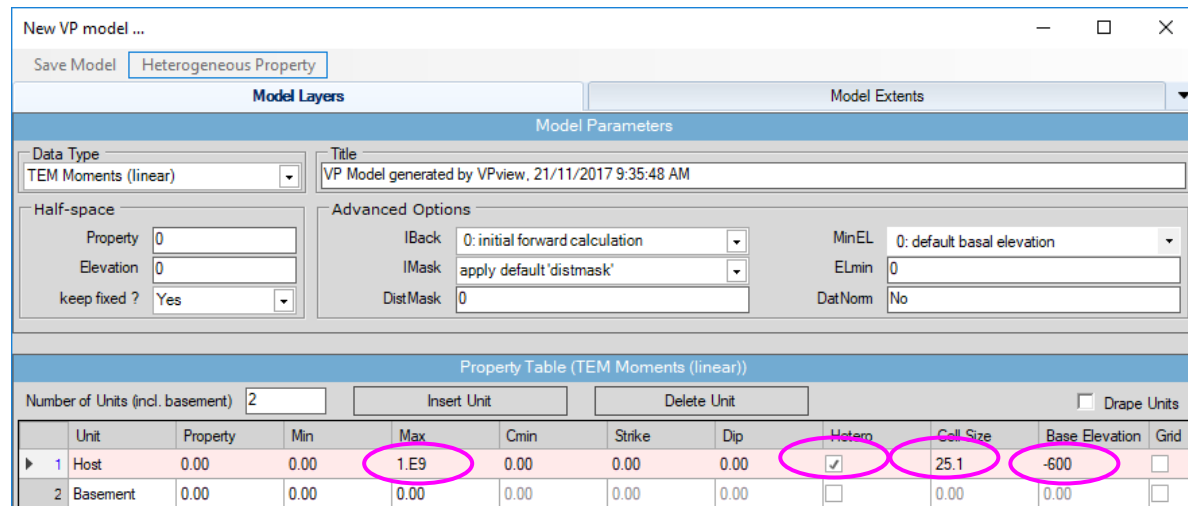 New VP model ...
Save Model Heterogeneous Property
Model Layers Model Extents
Model Parameters
Data Type Title
TEM Moments (linear) VP Model generated by VPview, 21/11/2017 9:35:48 AM
Half-space Advanced Options
Property 0 IBack 0: initial forward calculation MinEL 0: default basal elevation
Elevation 0 IMask apply default 'distmask' ELmin 0
keep fixed ? Yes DistMask 0 DatNorm No
Property Table (TEM Moments (linear))
Number of Units (incl. basement) 2 Insert Unit Delete Unit Drape Units
Unit Property Min Max Cmin Strike Dip Hetero Cell Size Base Elevation Grid
1 Host 0.00 0.00 1.E9 0.00 0.00 0.00 25.1 -600
2 Basement 0.00 0.00 0.00 0.00 0.00 0.00 0.00 0.00